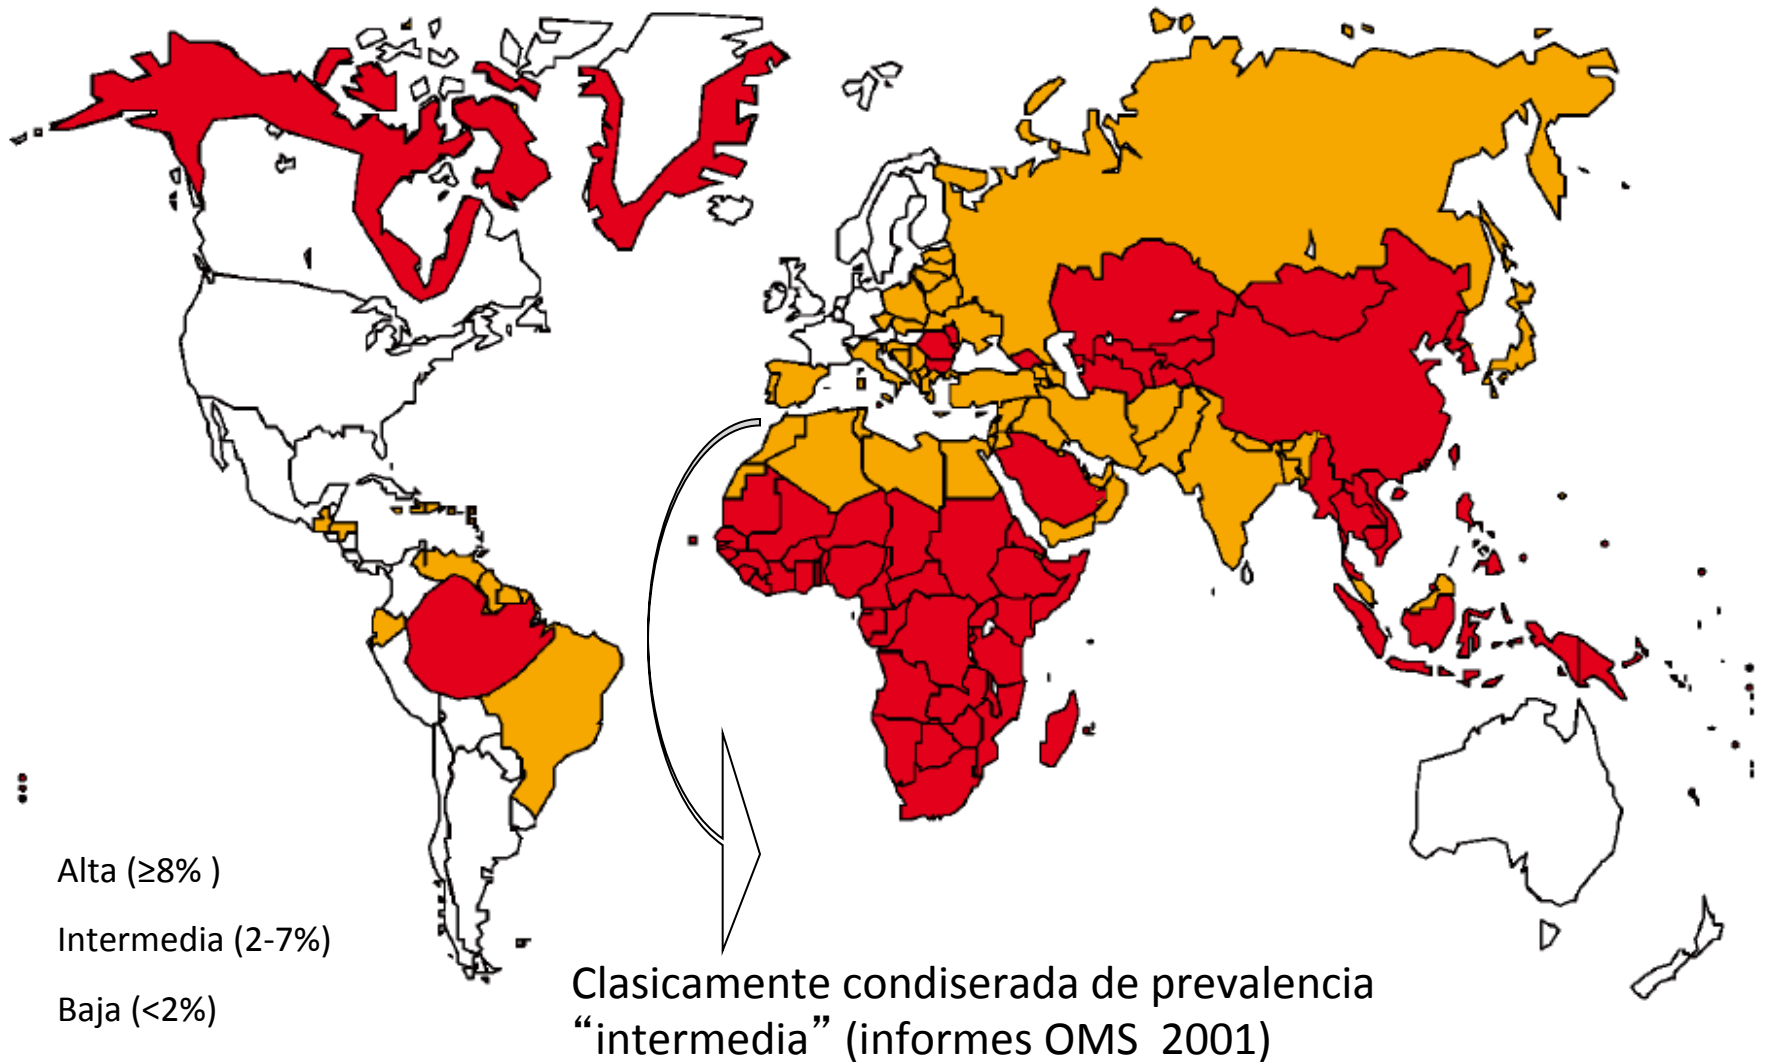 Alta (≥8% )
Intermedia (2-7%)
Baja (<2%)
Clasicamente condiserada de prevalencia
“intermedia” (informes OMS  2001)